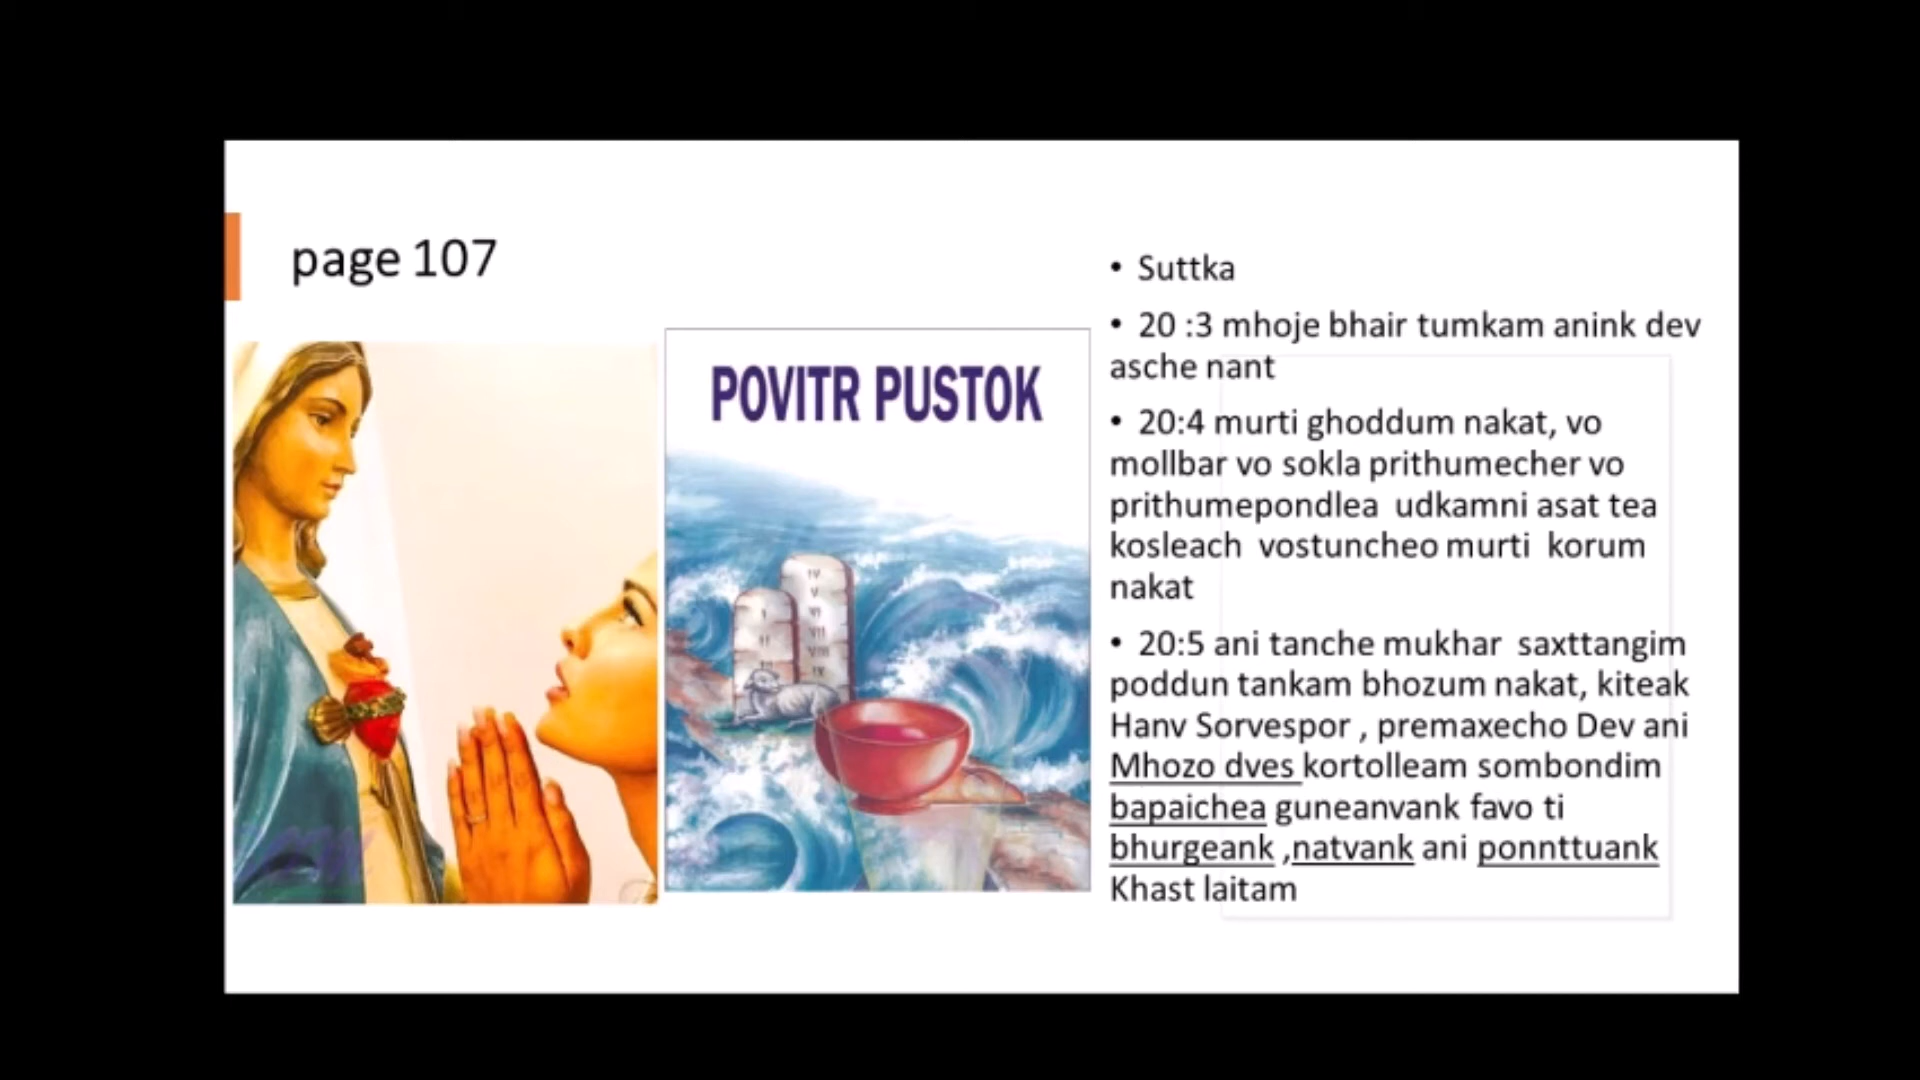 page 107
POVITR PUSTOK
• Suttka
• 20 :3 mhoje bhair tumkam anink dev
asche nant
• 20:4 murti ghoddum nakat, vo
mollbar vo sokla prithumecher vo
prithumepondlea udkamni asat tea
kosleach vostuncheo murti korum
nakat
• 20:5 ani tanche mukhar saxttangim
poddun tankam bhozum nakat, kiteak
Hanv Sorvespor , premaxecho Dev ani
Mhozo dves kortolleam sombondim
bapaichea guneanvank favo ti
bhurgeank ,natvank ani ponnttuank
Khast laitam